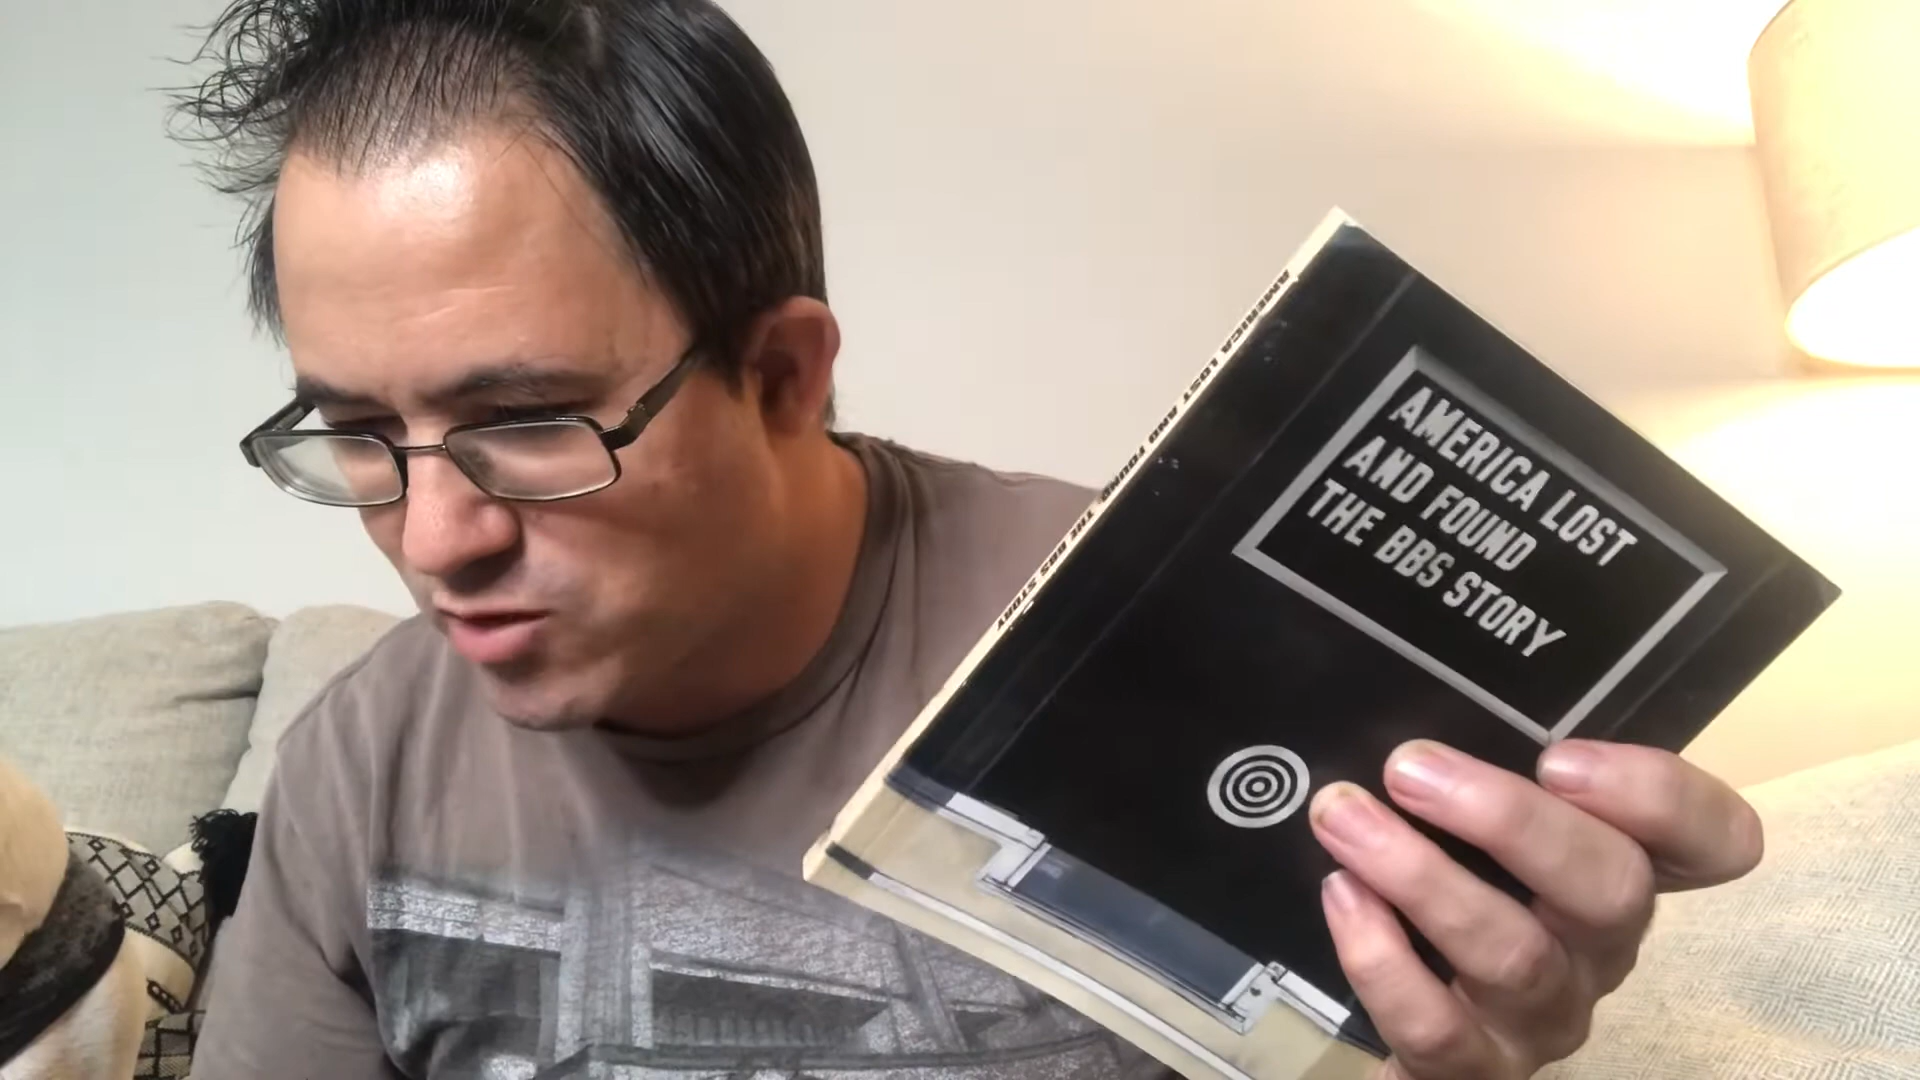 AMERICA LOST
AND FOUND
THE BBS STORY
AMERICA LOST AND FOUND THE BBS STORY